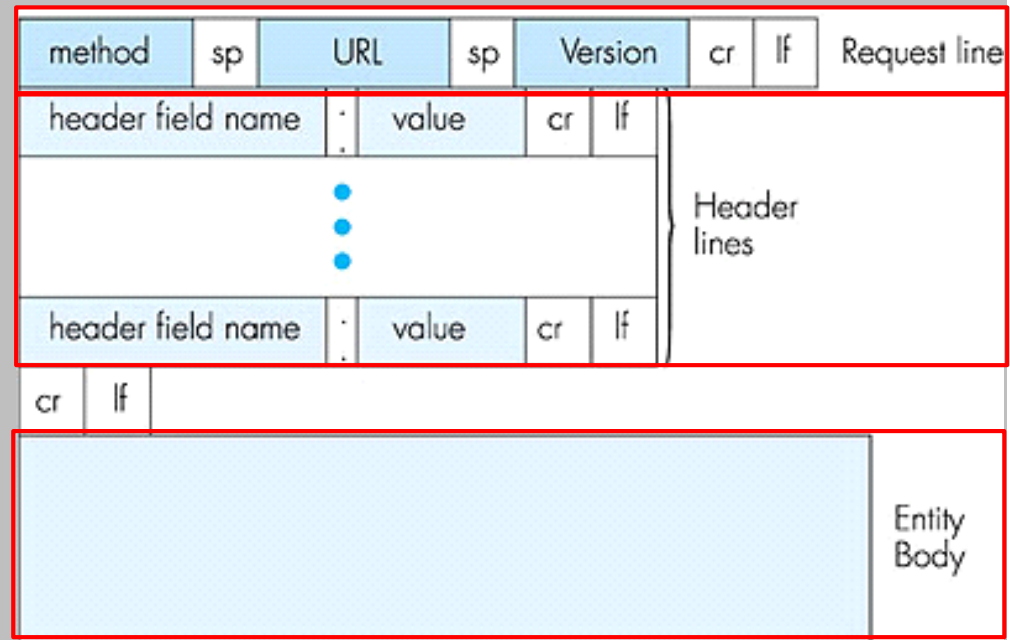 method sp URL sp Version cr lf Request line
header field name : value cr lf
Header
lines
header field name : value cr lf
cr lf
Entity
Body